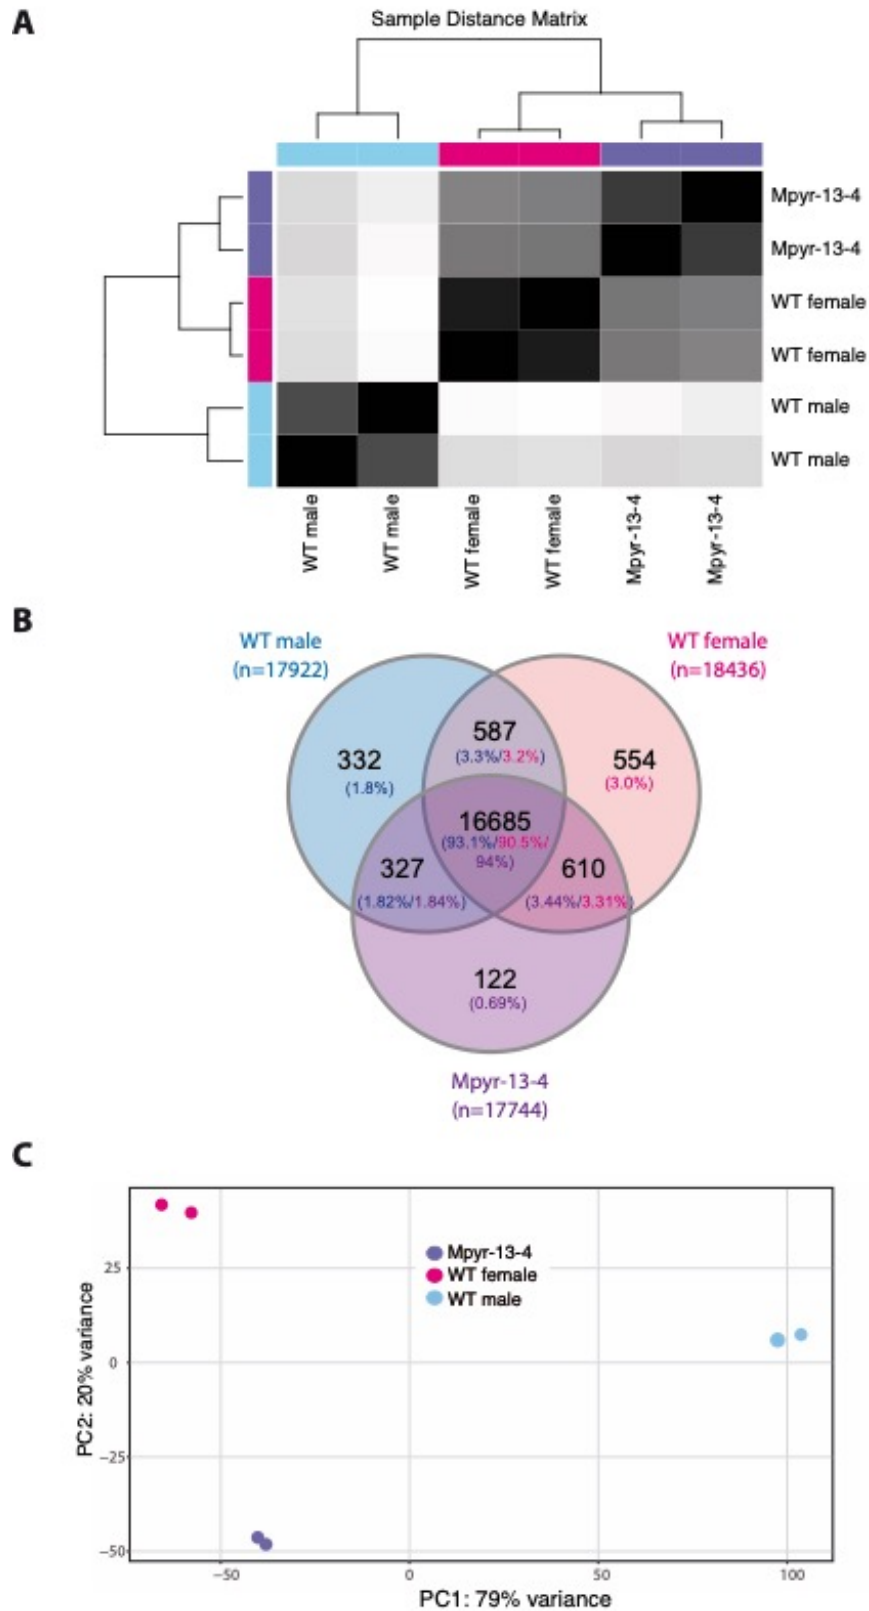 A
Sample Distance Matrix
Mpyr-13-4
Mpyr-13-4
WT female
WT female
WT male
WT male
WT male
WT male
WT female
WT female
Mpyr-13-4
Mpyr-13-4
B
WT male
(n=17922)
WT female
(n=18436)
587
(3.3%/3.2%)
332
(1.8%)
554
(3.0%)
16685
(93.1%/90.5%/
94%)
327
(1.82%/1.84%)
610
(3.44%/3.31%)
122
(0.69%)
Mpyr-13-4
(n=17744)
C
Mpyr-13-4
WT female
WT male
25
0
−25
−50
PC2: 20% variance
−50
0
50
100
PC1: 79% variance